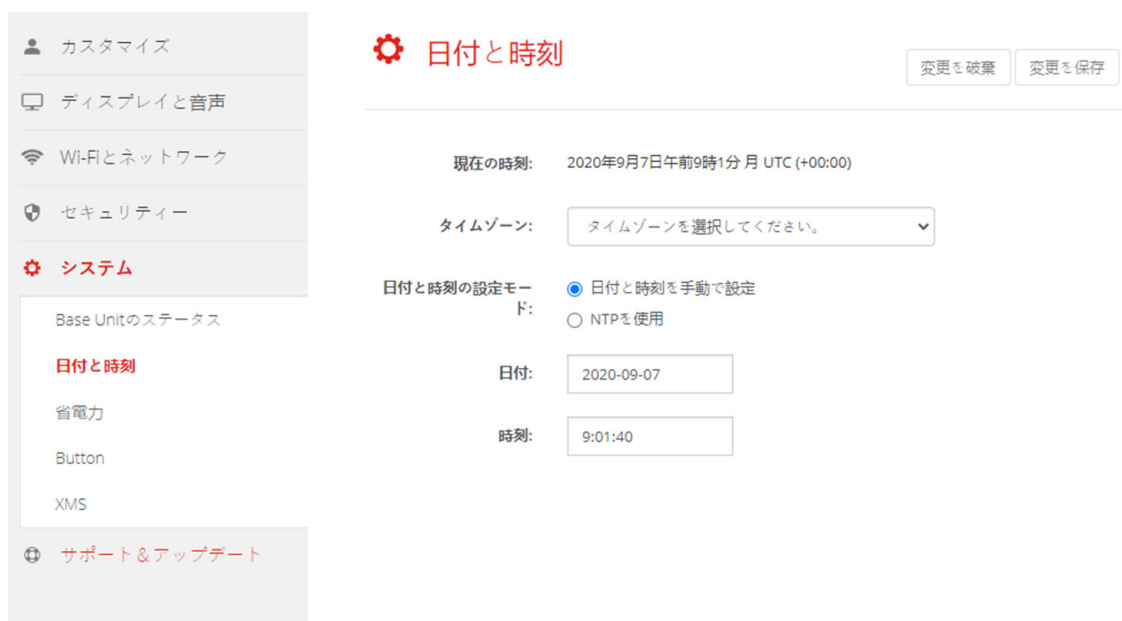 カスタマイズ
ディスプレイと音声
Wi-Fiとネットワーク
セキュリティー
システム
Base Unitのステータス
日付と時刻
省電力
Button
XMS
サポート＆アップデート
日付と時刻
変更を破棄
変更を保存
現在の時刻: 2020年9月7日午前9時1分 月 UTC (+00:00)
タイムゾーン: タイムゾーンを選択してください。
日付と時刻の設定モー
ド:
日付と時刻を手動で設定
NTPを使用
日付: 2020-09-07
時刻: 9:01:40